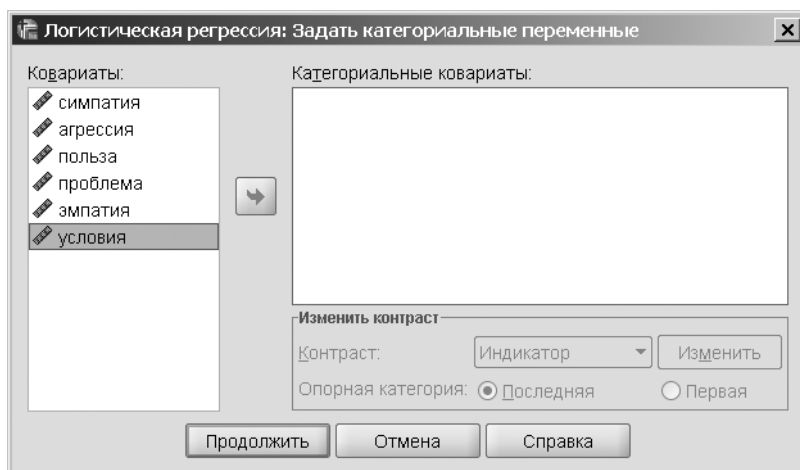 Логистическая регрессия: Задать категориальные переменные
Ковариаты:
симпатия
агрессия
польза
проблема
эмпатия
условия
Категориальные ковариаты:
Изменить контраст
Контраст:
Индикатор
Изменить
Опорная категория:
Последняя
Первая
Продолжить
Отмена
Справка